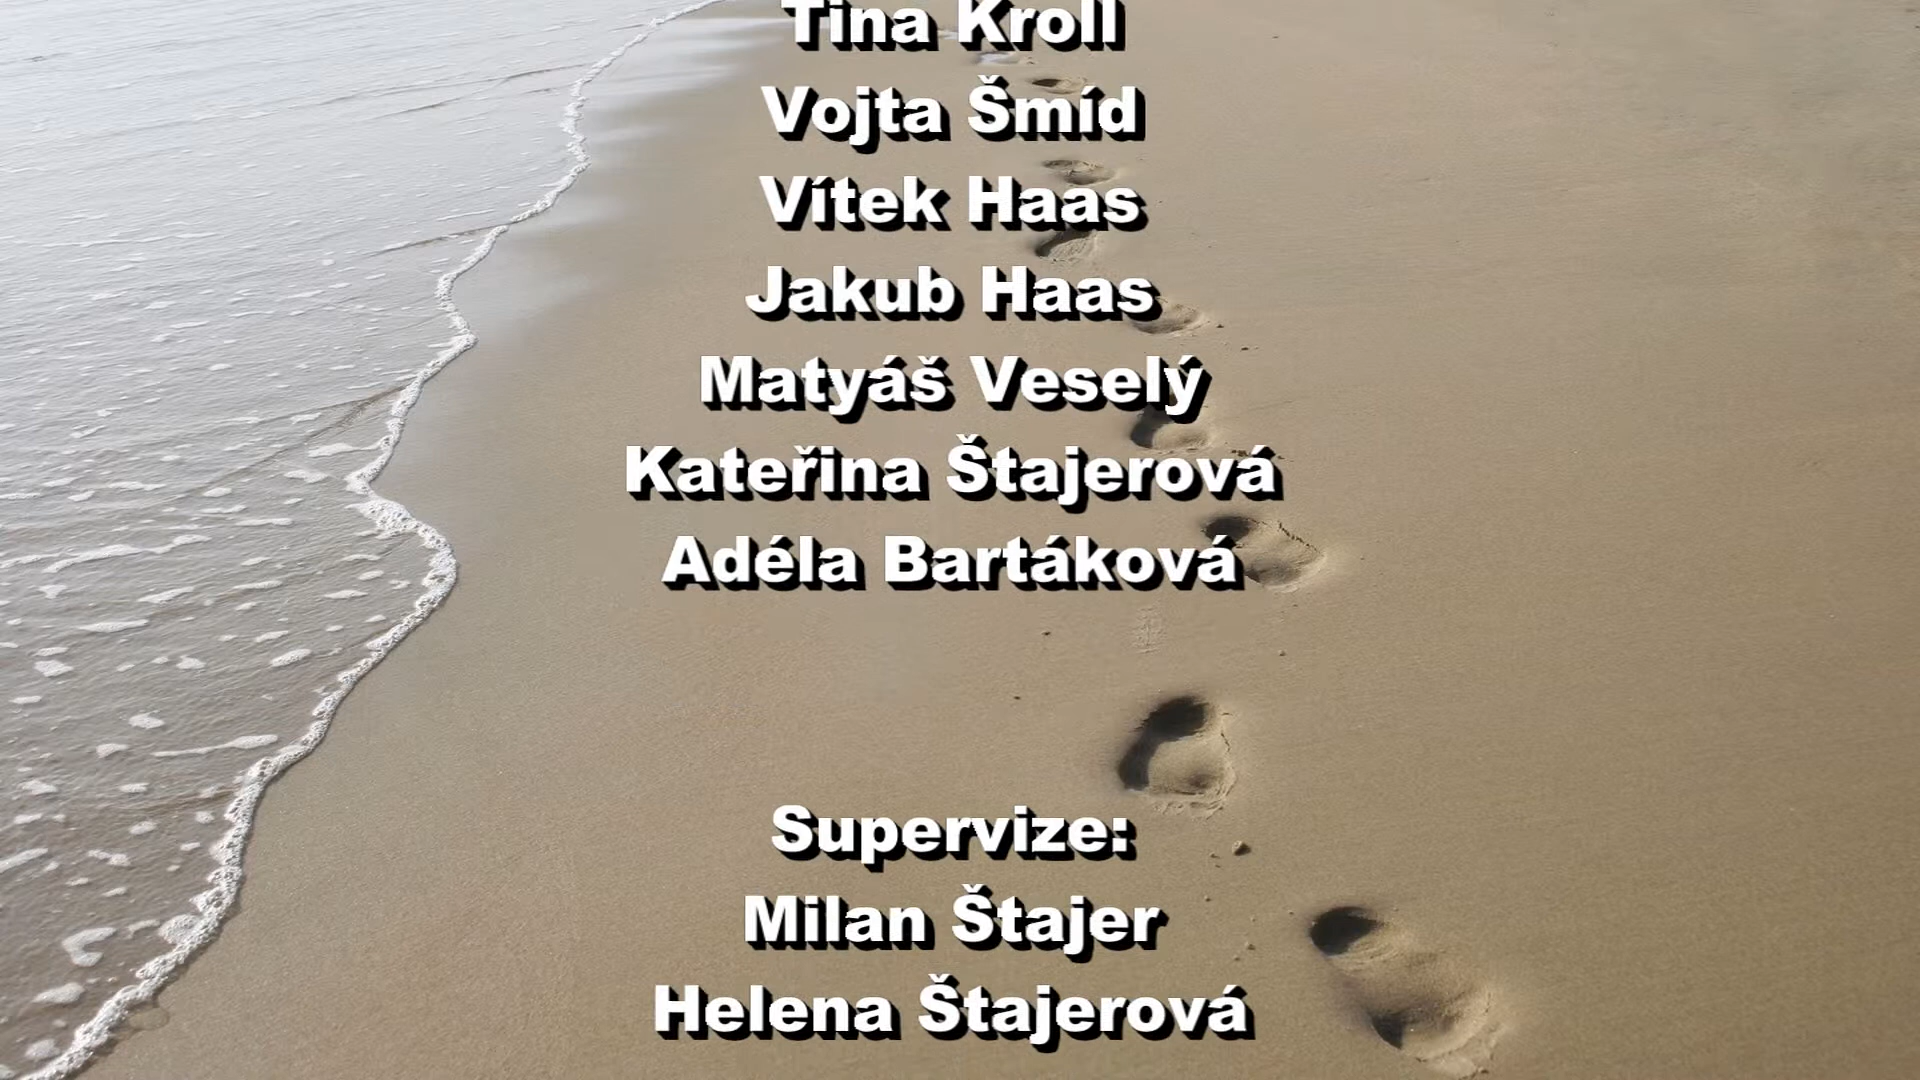 Tina Kroll
Vojta Šmíd
Vítek Haas
Jakub Haas
Matyáš Veselý
Kateřina Štajerová
Adéla Bartáková
Supervize:
Milan Štajer
Helena Štajerová